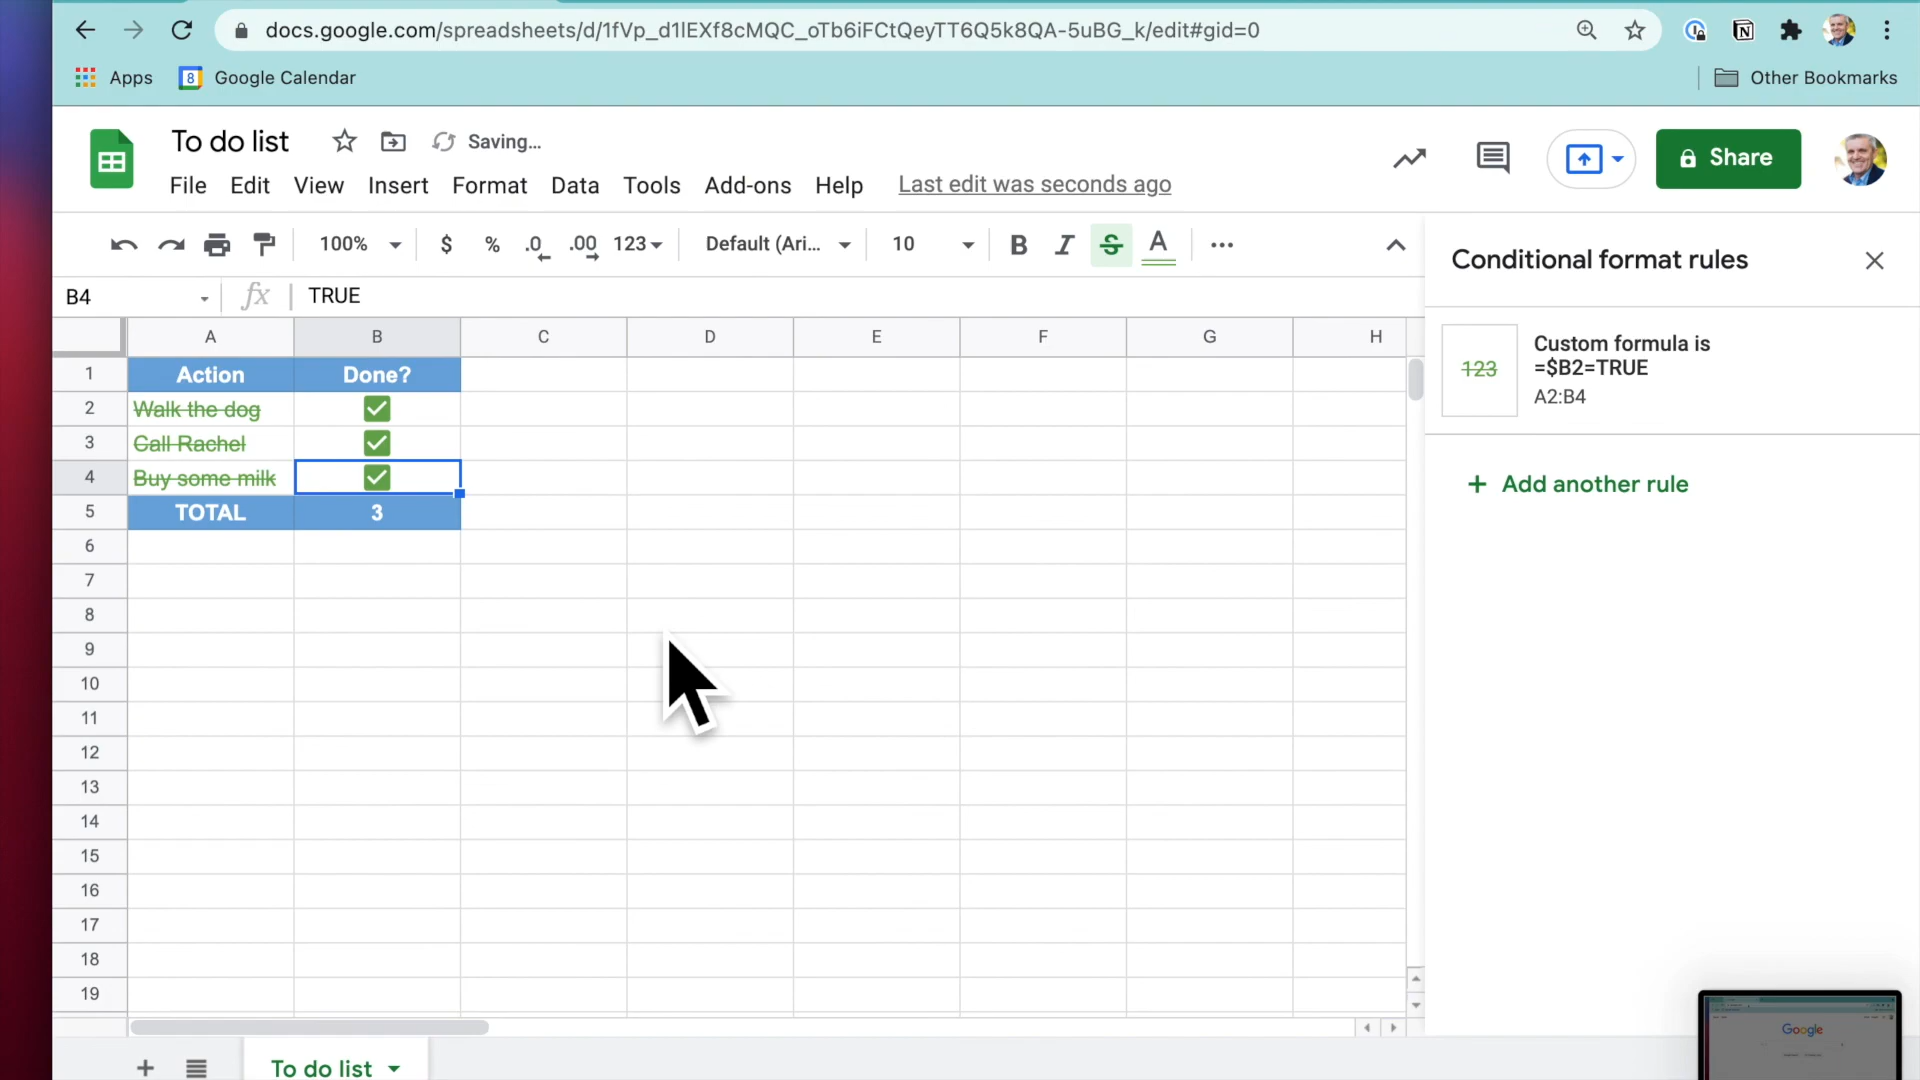 docs.google.com/spreadsheets/d/1fVp_d1lEXf8cMQC_oTb6iFCtQeyTT6Q5k8QA-5uBG_k/edit#gid=0
Apps
8 Google Calendar
Other Bookmarks
To do list
Saving…
File Edit View Insert Format Data Tools Add-ons Help Last edit was seconds ago
Share
100% $ % .0 .00 123 Default (Ari... 10 B I S A
Conditional format rules
B4 fx TRUE
A B C D E F G H
1 Action Done?
2 Walk the dog
3 Call Rachel
4 Buy some milk
5 TOTAL 3
6
7
8
9
10
11
12
13
14
15
16
17
18
19
123
Custom formula is
=$B2=TRUE
A2:B4
+ Add another rule
Google
To do list